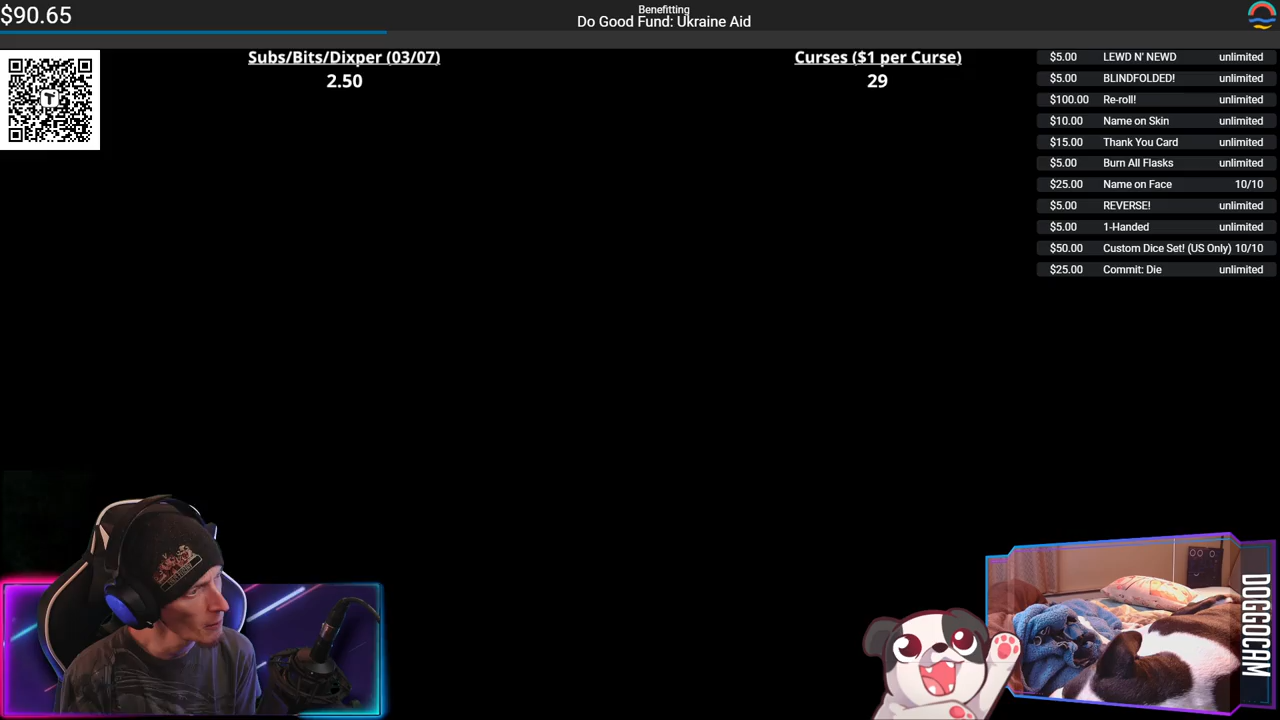 $90.65
Benefitting
Do Good Fund: Ukraine Aid
Subs/Bits/Dixper (03/07)
2.50
Curses ($1 per Curse)
29
$5.00 LEWD N' NEWD unlimited
$5.00 BLINDFOLDED! unlimited
$100.00 Re-roll! unlimited
$10.00 Name on Skin unlimited
$15.00 Thank You Card unlimited
$5.00 Burn All Flasks unlimited
$25.00 Name on Face 10/10
$5.00 REVERSE! unlimited
$5.00 1-Handed unlimited
$50.00 Custom Dice Set! (US Only) 10/10
$25.00 Commit: Die unlimited
DOGGOCAM